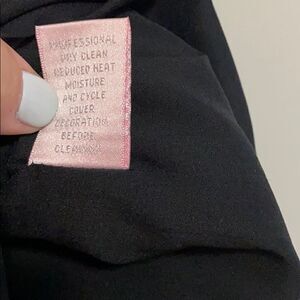 PROFESSIONAL
DRY CLEAN
REDUCED HEAT
MOISTURE
AND CYCLE
COVER
DECORATION
BEFORE
CLEANING